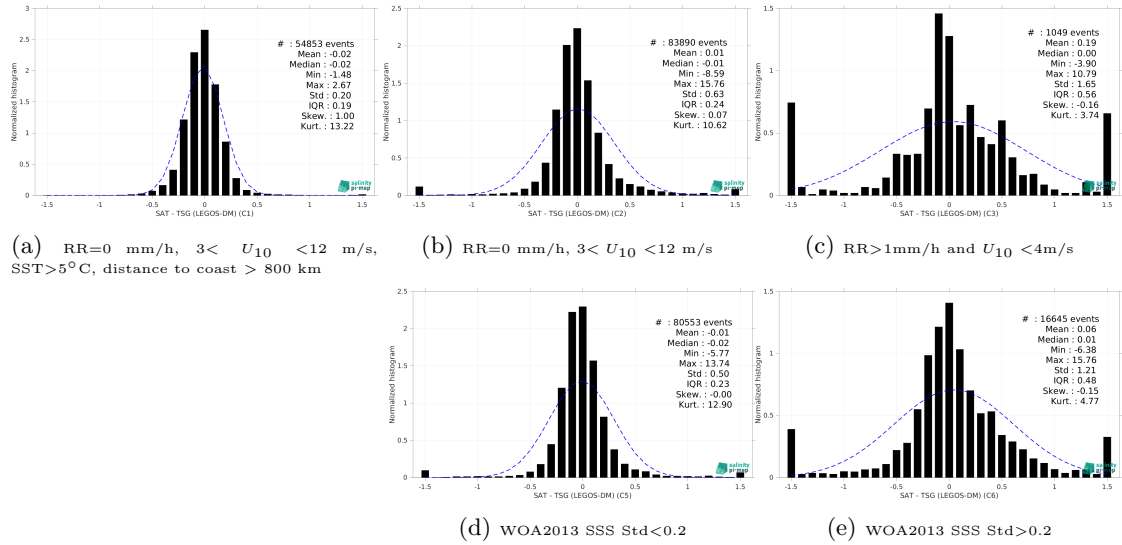 Normalized histogram
3
2.5
2
1.5
1
0.5
0
# : 54853 events
Mean : -0.02
Median : -0.02
Min : -1.48
Max : 2.67
Std : 0.20
IQR : 0.19
Skew. : 1.00
Kurt. : 13.22
salinity
pi-mep
-1.5 -1 -0.5 0 0.5 1 1.5
SAT - TSG (LEGOS-DM) (C1)
(a) RR=0 mm/h, 3< U10 <12 m/s,
SST>5°C, distance to coast > 800 km
Normalized histogram
2.5
2
1.5
1
0.5
0
# : 83890 events
Mean : 0.01
Median : -0.01
Min : -8.59
Max : 15.76
Std : 0.63
IQR : 0.24
Skew. : 0.07
Kurt. : 10.62
salinity
pi-mep
-1.5 -1 -0.5 0 0.5 1 1.5
SAT - TSG (LEGOS-DM) (C2)
(b) RR=0 mm/h, 3< U10 <12 m/s
Normalized histogram
1.5
1
0.5
0
# : 1049 events
Mean : 0.19
Median : 0.00
Min : -3.90
Max : 10.79
Std : 1.65
IQR : 0.56
Skew. : -0.16
Kurt. : 3.74
salinity
pi-mep
-1.5 -1 -0.5 0 0.5 1 1.5
SAT - TSG (LEGOS-DM) (C3)
(c) RR>1mm/h and U10 <4m/s
Normalized histogram
2.5
2
1.5
1
0.5
0
# : 80553 events
Mean : -0.01
Median : -0.02
Min : -5.77
Max : 13.74
Std : 0.50
IQR : 0.23
Skew. : -0.00
Kurt. : 12.90
salinity
pi-mep
-1.5 -1 -0.5 0 0.5 1 1.5
SAT - TSG (LEGOS-DM) (C5)
(d) WOA2013 SSS Std<0.2
Normalized histogram
1.5
1
0.5
0
# : 16645 events
Mean : 0.06
Median : 0.01
Min : -6.38
Max : 15.76
Std : 1.21
IQR : 0.48
Skew. : -0.15
Kurt. : 4.77
salinity
pi-mep
-1.5 -1 -0.5 0 0.5 1 1.5
SAT - TSG (LEGOS-DM) (C6)
(e) WOA2013 SSS Std>0.2